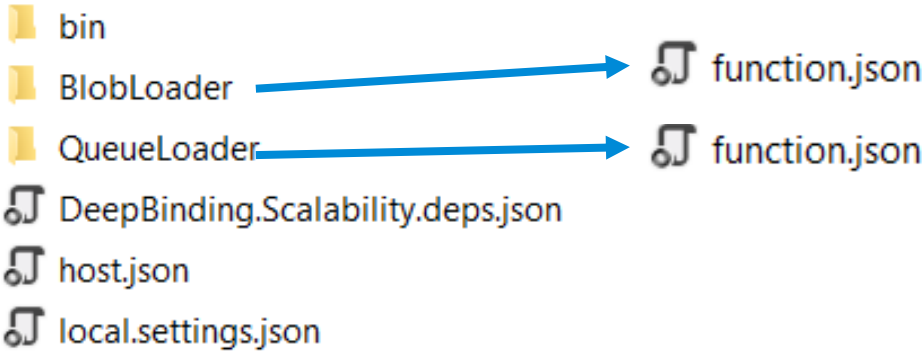 bin
BlobLoader
function.json
QueueLoader
function.json
DeepBinding.Scalability.deps.json
host.json
local.settings.json